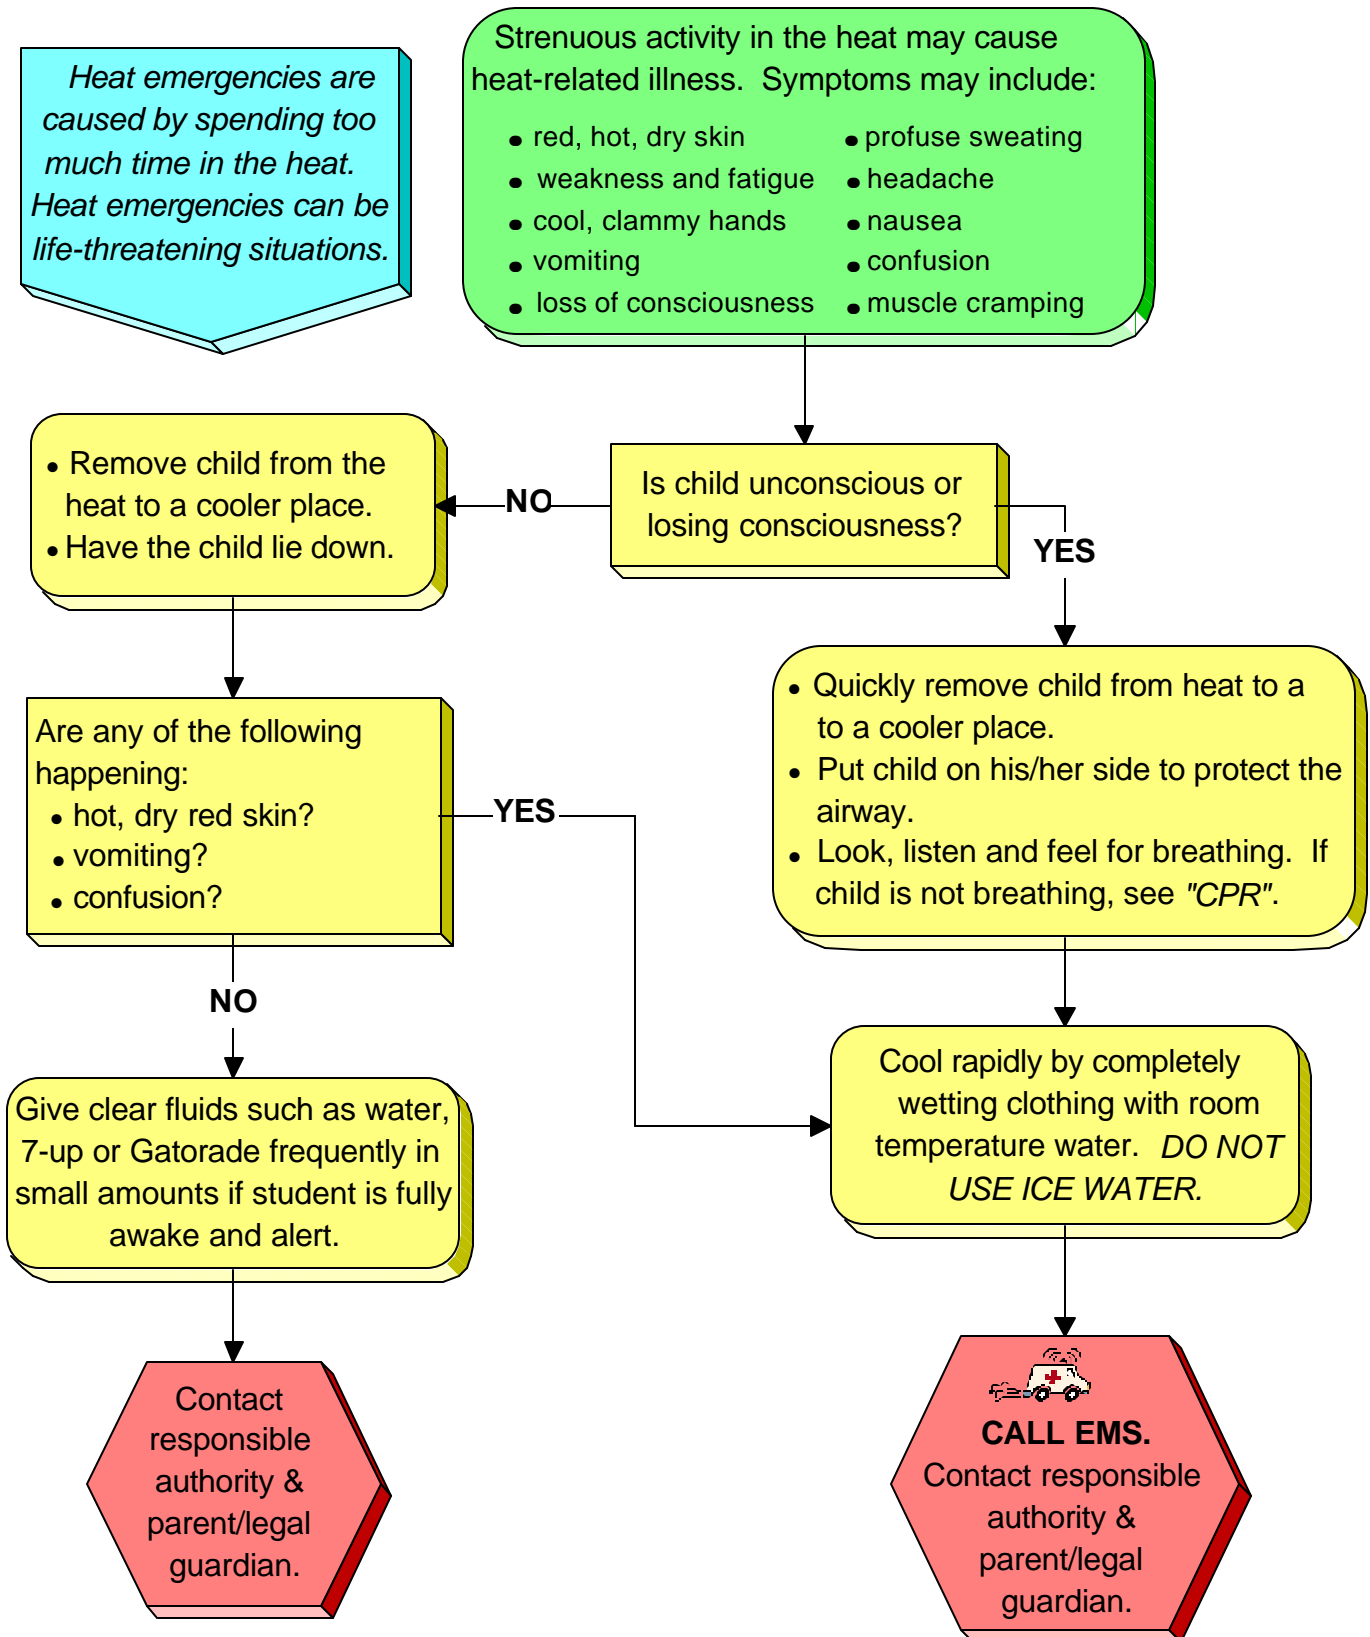 Heat emergencies are
caused by spending too
much time in the heat.
Heat emergencies can be
life-threatening situations.
Strenuous activity in the heat may cause
heat-related illness. Symptoms may include:
• red, hot, dry skin
• weakness and fatigue
• cool, clammy hands
• vomiting
• loss of consciousness
• profuse sweating
• headache
• nausea
• confusion
• muscle cramping
Is child unconscious or
losing consciousness?
NO
YES
• Remove child from the
heat to a cooler place.
• Have the child lie down.
• Quickly remove child from heat to a
to a cooler place.
• Put child on his/her side to protect the
airway.
• Look, listen and feel for breathing. If
child is not breathing, see "CPR".
Are any of the following
happening:
• hot, dry red skin?
• vomiting?
• confusion?
YES
NO
Cool rapidly by completely
wetting clothing with room
temperature water. DO NOT
USE ICE WATER.
Give clear fluids such as water,
7-up or Gatorade frequently in
small amounts if student is fully
awake and alert.
Contact
responsible
authority &
parent/legal
guardian.
CALL EMS.
Contact responsible
authority &
parent/legal
guardian.